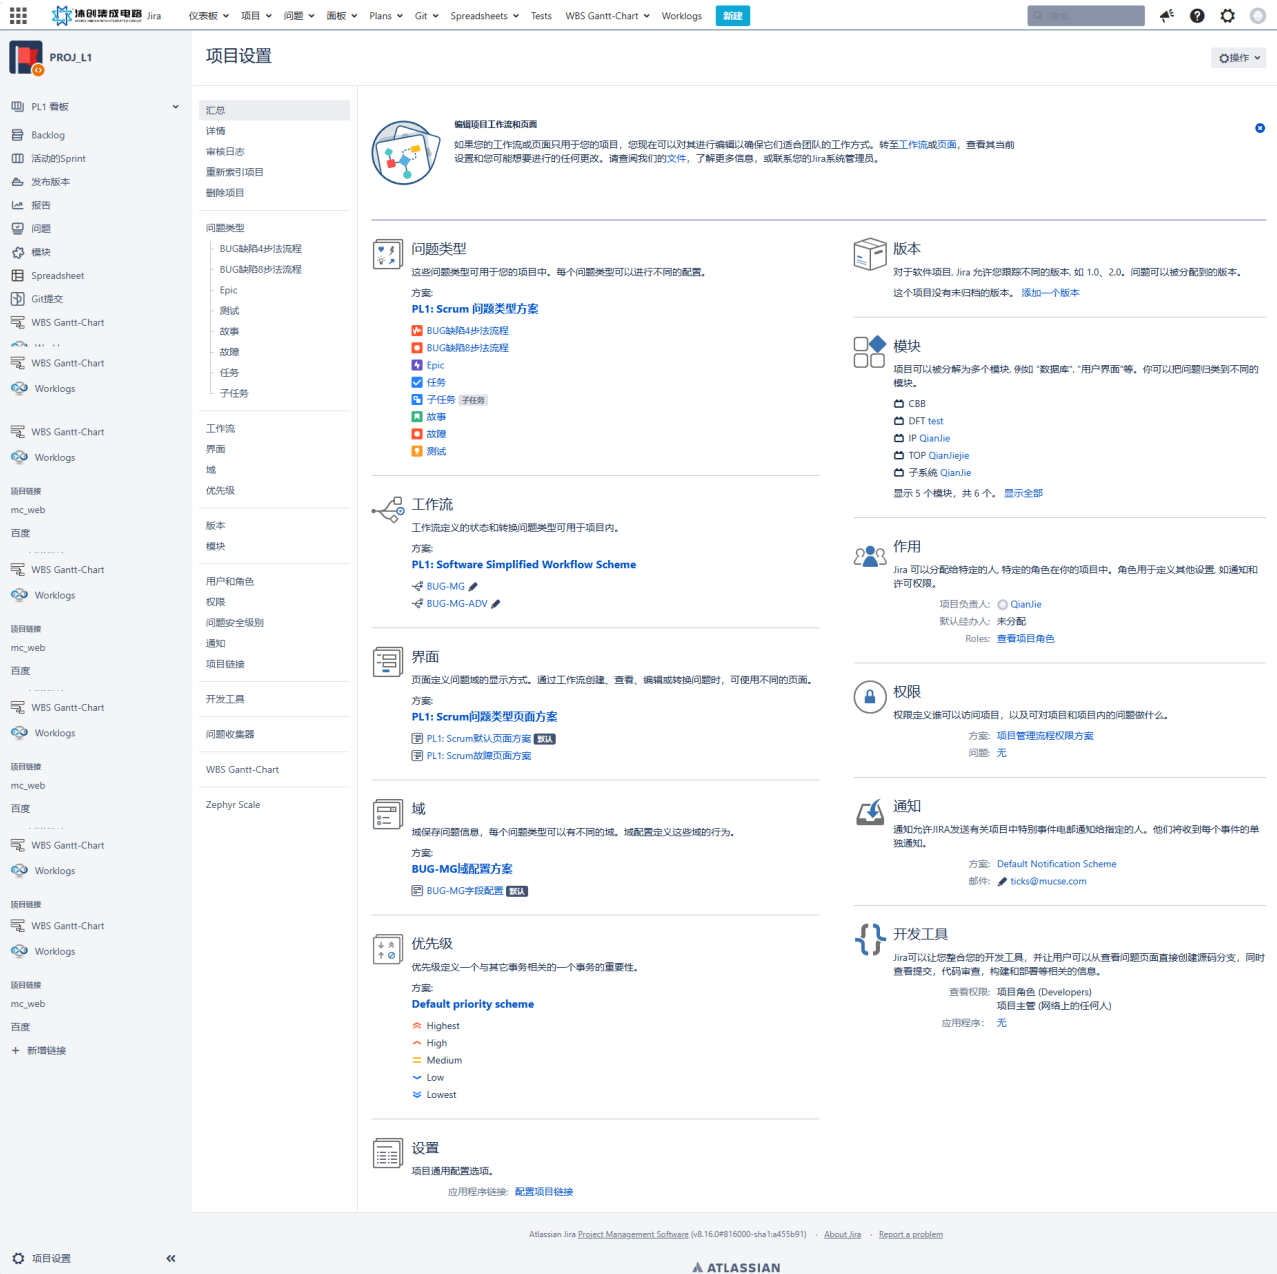 沐创集成电路 Jira 仪表板 项目 问题 面板 Plans Git Spreadsheets Tests WBS Gantt-Chart Worklogs 新建
PROJ_L1
PL1 看板
Backlog
活动的Sprint
发布版本
报告
问题
模块
Spreadsheet
Git提交
WBS Gantt-Chart
WBS Gantt-Chart
Worklogs
WBS Gantt-Chart
Worklogs
项目链接
mc_web
百度
WBS Gantt-Chart
Worklogs
项目链接
mc_web
百度
WBS Gantt-Chart
Worklogs
项目链接
mc_web
百度
WBS Gantt-Chart
Worklogs
项目链接
WBS Gantt-Chart
Worklogs
项目链接
mc_web
百度
新增链接
项目设置
项目设置
操作
汇总
详情
审核日志
重新索引项目
删除项目
问题类型
BUG缺陷4步法流程
BUG缺陷8步法流程
Epic
测试
故事
故障
任务
子任务
工作流
界面
域
优先级
版本
模块
用户和角色
权限
问题安全级别
通知
项目链接
开发工具
问题收集器
WBS Gantt-Chart
Zephyr Scale
编辑项目工作流和页面
如果您的工作流或页面只用于您的项目，您现在可以对其进行编辑以确保它们适合团队的工作方式。转至工作流或页面，查看其当前
设置和您可能想要进行的任何更改。请查阅我们的文件，了解更多信息，或联系您的Jira系统管理员。
问题类型
这些问题类型可用于您的项目中。每个问题类型可以进行不同的配置。
方案:
PL1: Scrum 问题类型方案
BUG缺陷4步法流程
BUG缺陷8步法流程
Epic
任务
子任务 子任务
故事
故障
测试
工作流
工作流定义的状态和转换问题类型可用于项目内。
方案:
PL1: Software Simplified Workflow Scheme
BUG-MG
BUG-MG-ADV
界面
页面定义问题域的显示方式。通过工作流创建、查看、编辑或转换问题时，可使用不同的页面。
方案:
PL1: Scrum问题类型页面方案
PL1: Scrum默认页面方案 默认
PL1: Scrum故障页面方案
域
域保存问题信息，每个问题类型可以有不同的域。域配置定义这些域的行为。
方案:
BUG-MG域配置方案
BUG-MG字段配置 默认
优先级
优先级定义一个与其它事务相关的一个事务的重要性。
方案:
Default priority scheme
Highest
High
Medium
Low
Lowest
设置
项目通用配置选项。
应用程序链接: 配置项目链接
版本
对于软件项目, Jira 允许您跟踪不同的版本, 如 1.0、2.0。问题可以被分配到的版本。
这个项目没有未归档的版本。 添加一个版本
模块
项目可以被分解为多个模块, 例如 "数据库", "用户界面"等。你可以把问题归类到不同的
模块。
CBB
DFT test
IP QianJie
TOP QianJiejie
子系统 QianJie
显示 5 个模块，共 6 个。 显示全部
作用
Jira 可以分配给特定的人, 特定的角色在你的项目中。角色用于定义其他设置, 如通知和
许可权限。
项目负责人: QianJie
默认经办人: 未分配
Roles: 查看项目角色
权限
权限定义谁可以访问项目，以及可对项目和项目内的问题做什么。
方案: 项目管理流程权限方案
问题: 无
通知
通知允许JIRA发送有关项目中特别事件电邮通知给指定的人。他们将收到每个事件的单
独通知。
方案: Default Notification Scheme
邮件: ticks@mucse.com
开发工具
Jira可以让您整合您的开发工具，并让用户可以从查看问题页面直接创建源码分支，同时
查看提交，代码审查，构建和部署等相关的信息。
查看权限: 项目角色 (Developers)
项目主管 (网络上的任何人)
应用程序: 无
Atlassian Jira Project Management Software (v8.16.0#816000-sha1:a455b91) · About Jira · Report a problem
ATLASSIAN